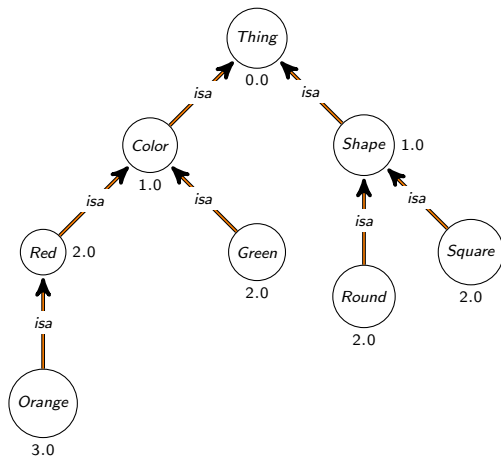 Thing
0.0
isa
isa
Color
1.0
Shape
1.0
isa
isa
isa
isa
Red
2.0
Green
2.0
Round
2.0
Square
2.0
isa
Orange
3.0